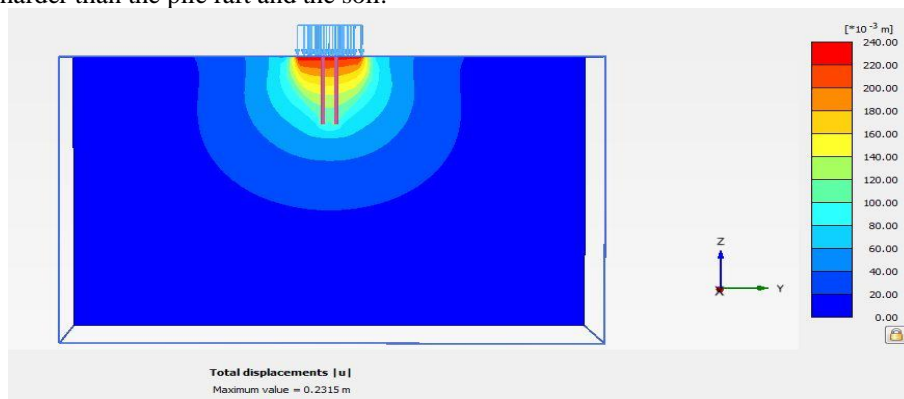 harder than the pile raft and the soil.
[*10 -3 m]
240.00
220.00
200.00
180.00
160.00
140.00
120.00
100.00
80.00
60.00
40.00
20.00
0.00
Z
Y
X
Total displacements |u|
Maximum value = 0.2315 m